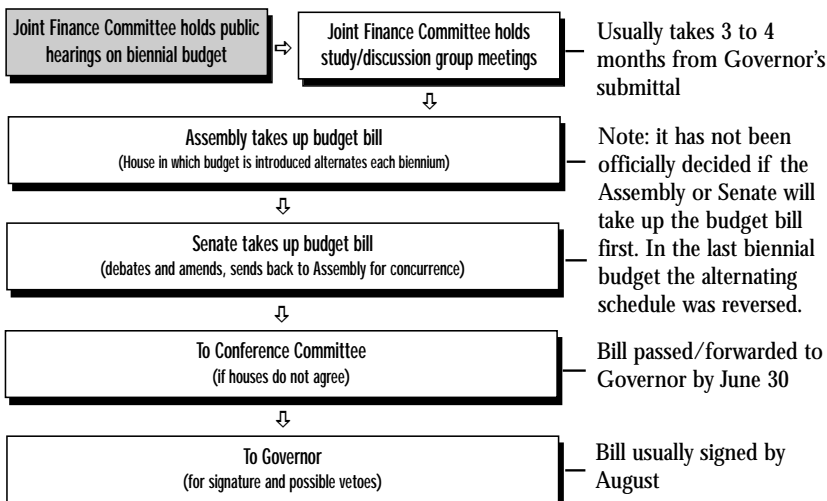 Joint Finance Committee holds public
hearings on biennial budget
Joint Finance Committee holds
study/discussion group meetings
Usually takes 3 to 4
months from Governor's
submittal
Assembly takes up budget bill
(House in which budget is introduced alternates each biennium)
Note: it has not been
officially decided if the
Assembly or Senate will
take up the budget bill
first. In the last biennial
budget the alternating
schedule was reversed.
Senate takes up budget bill
(debates and amends, sends back to Assembly for concurrence)
To Conference Committee
(if houses do not agree)
Bill passed/forwarded to
Governor by June 30
To Governor
(for signature and possible vetoes)
Bill usually signed by
August